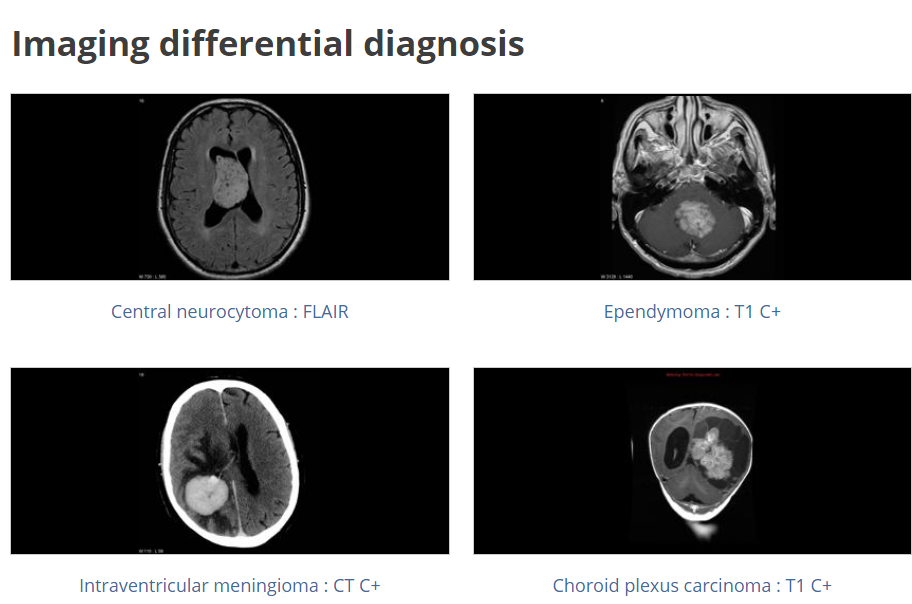 Imaging differential diagnosis
Central neurocytoma : FLAIR
Ependymoma : T1 C+
Intraventricular meningioma : CT C+
Choroid plexus carcinoma : T1 C+